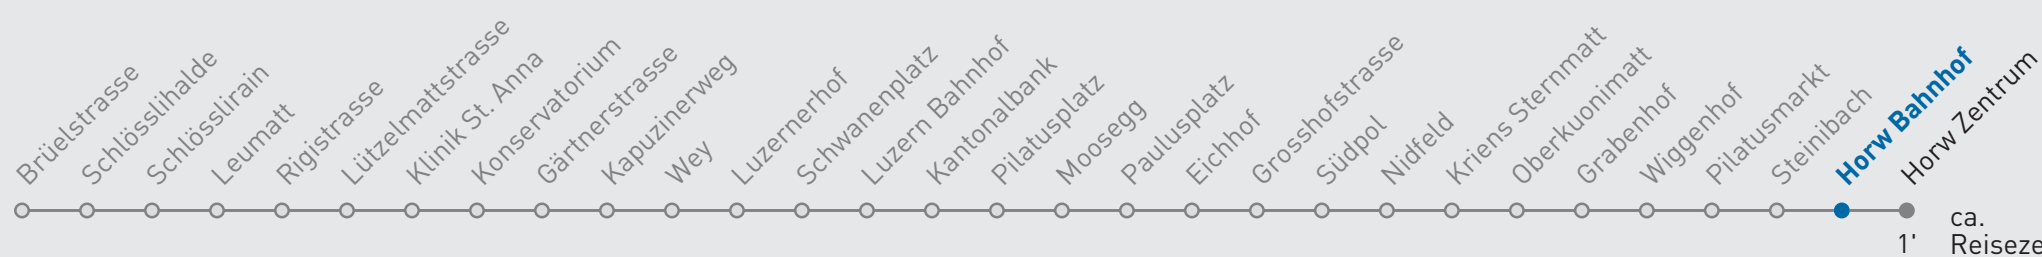 Brüelstrasse
Schlösslihalde
Schlösslirain
Leumatt
Rigistrasse
Lützelmattstrasse
Klinik St. Anna
Konservatorium
Gärtnerstrasse
Kapuzinerweg
Wey
Luzernerhof
Schwanenplatz
Luzern Bahnhof
Kantonalbank
Pilatusplatz
Moosegg
Paulusplatz
Eichhof
Grosshofstrasse
Südpol
Nidfeld
Kriens Sternmatt
Oberkuonimatt
Grabenhof
Wiggenhof
Pilatusmarkt
Steinibach
Horw Bahnhof
Horw Zentrum
ca.
1' Reiseze